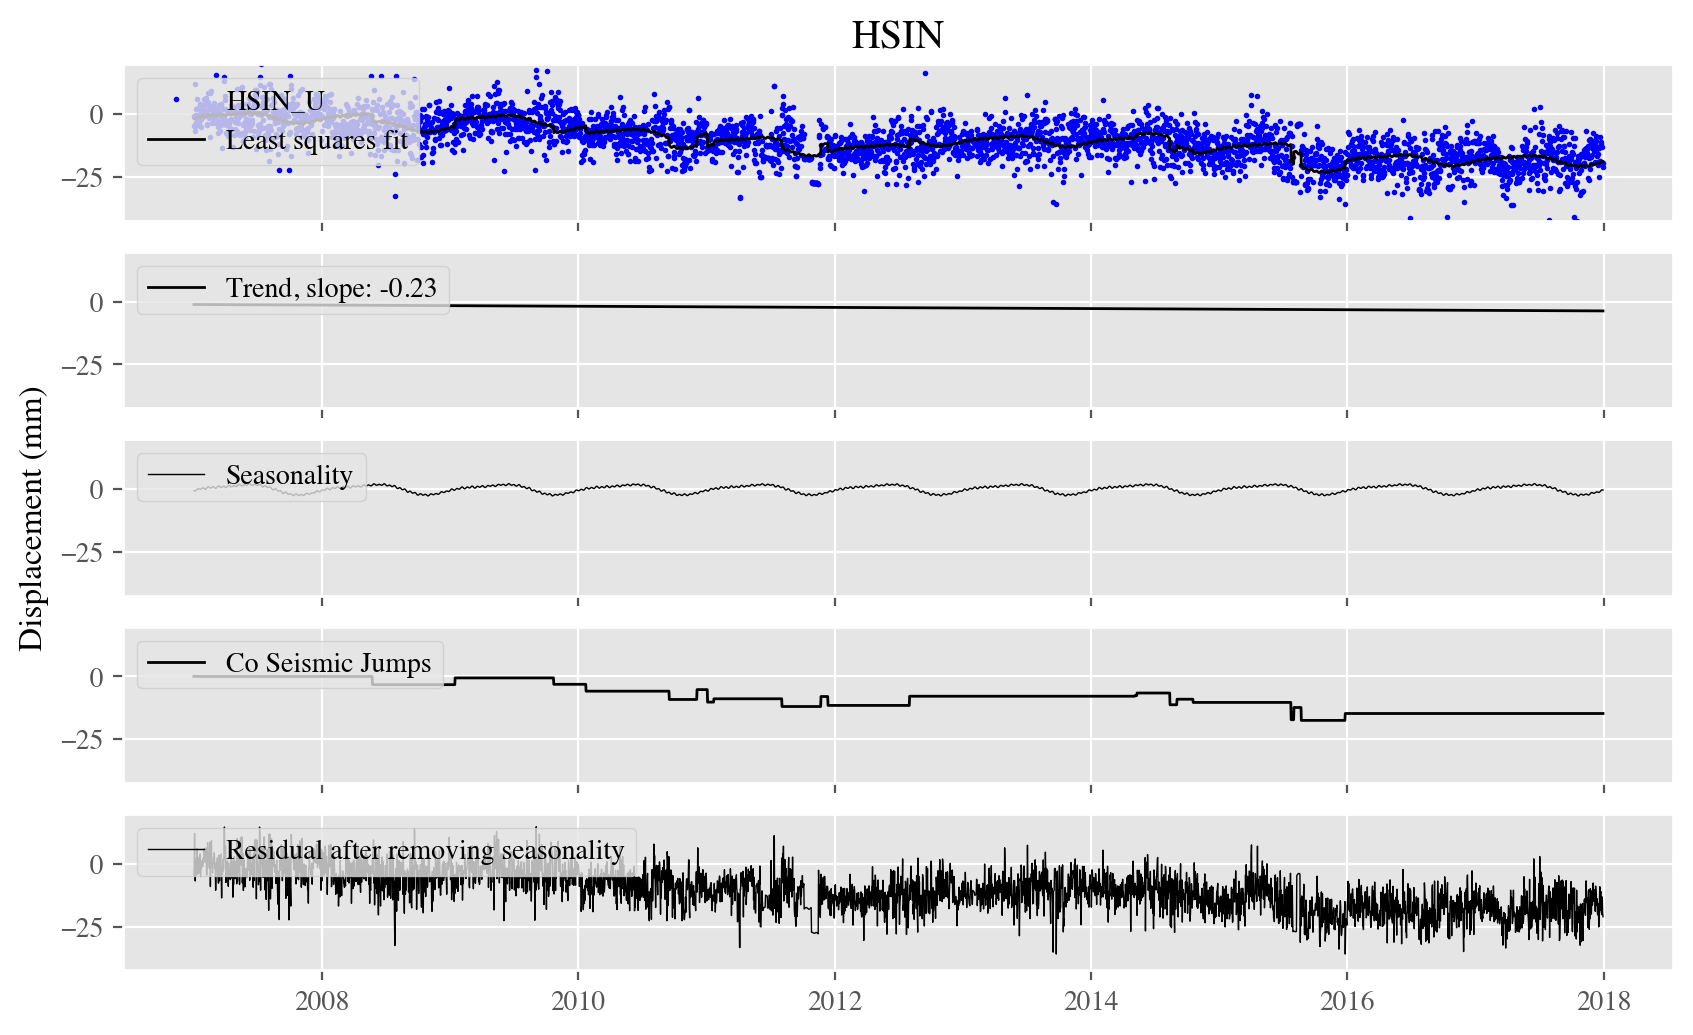 HSIN
HSIN_U
Least squares fit
0
−25
Trend, slope: -0.23
0
−25
Displacement (mm)
Seasonality
0
−25
Co Seismic Jumps
0
−25
Residual after removing seasonality
0
−25
2008 2010 2012 2014 2016 2018